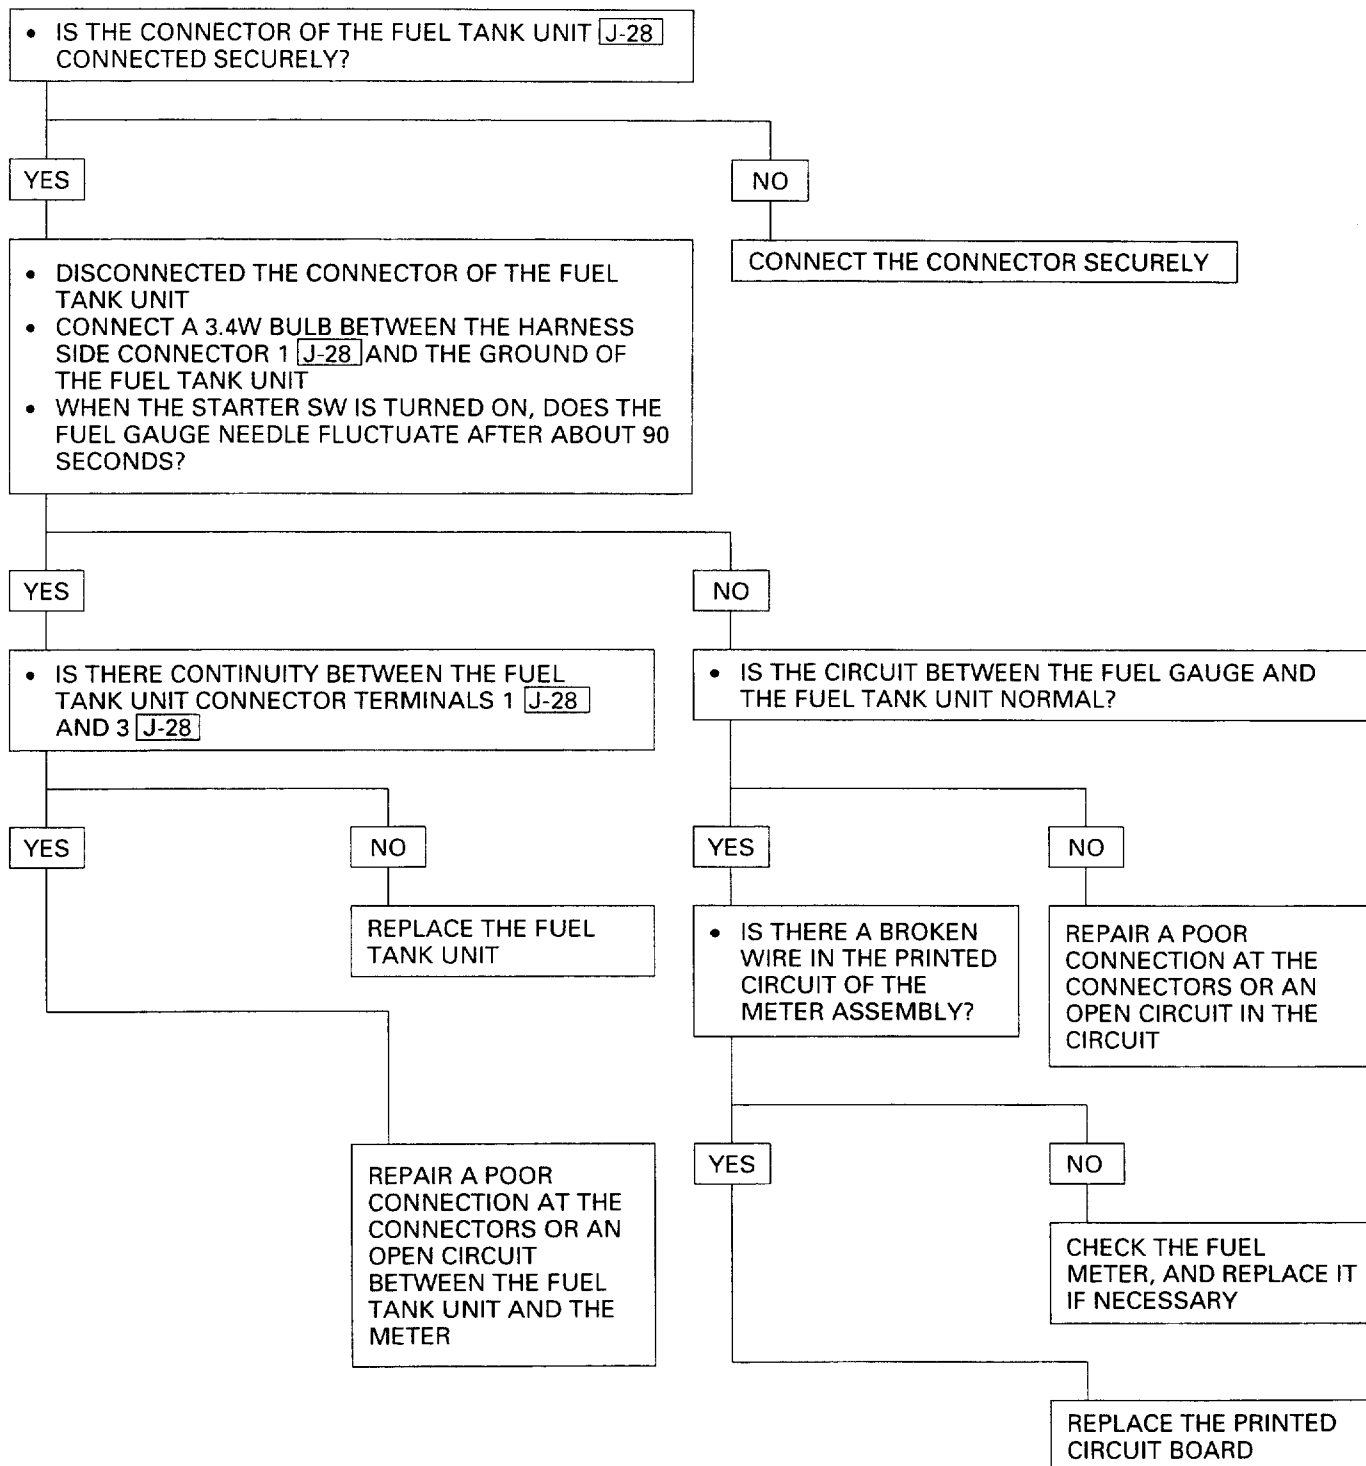 • IS THE CONNECTOR OF THE FUEL TANK UNIT J-28
CONNECTED SECURELY?
YES
NO
• DISCONNECTED THE CONNECTOR OF THE FUEL
TANK UNIT
• CONNECT A 3.4W BULB BETWEEN THE HARNESS
SIDE CONNECTOR 1 J-28 AND THE GROUND OF
THE FUEL TANK UNIT
• WHEN THE STARTER SW IS TURNED ON, DOES THE
FUEL GAUGE NEEDLE FLUCTUATE AFTER ABOUT 90
SECONDS?
CONNECT THE CONNECTOR SECURELY
YES
NO
• IS THERE CONTINUITY BETWEEN THE FUEL
TANK UNIT CONNECTOR TERMINALS 1 J-28
AND 3 J-28
• IS THE CIRCUIT BETWEEN THE FUEL GAUGE AND
THE FUEL TANK UNIT NORMAL?
YES
NO
YES
NO
REPLACE THE FUEL
TANK UNIT
• IS THERE A BROKEN
WIRE IN THE PRINTED
CIRCUIT OF THE
METER ASSEMBLY?
REPAIR A POOR
CONNECTION AT THE
CONNECTORS OR AN
OPEN CIRCUIT IN THE
CIRCUIT
REPAIR A POOR
CONNECTION AT THE
CONNECTORS OR AN
OPEN CIRCUIT
BETWEEN THE FUEL
TANK UNIT AND THE
METER
YES
NO
CHECK THE FUEL
METER, AND REPLACE IT
IF NECESSARY
REPLACE THE PRINTED
CIRCUIT BOARD